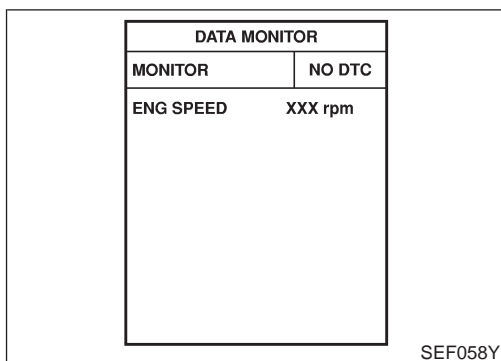 DATA MONITOR
MONITOR NO DTC
ENG SPEED XXX rpm
SEF058Y